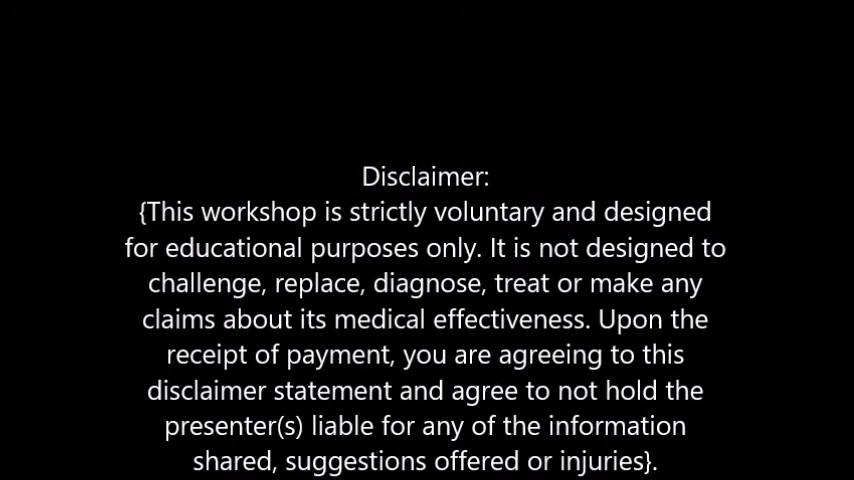 Disclaimer:
{This workshop is strictly voluntary and designed
for educational purposes only. It is not designed to
challenge, replace, diagnose, treat or make any
claims about its medical effectiveness. Upon the
receipt of payment, you are agreeing to this
disclaimer statement and agree to not hold the
presenter(s) liable for any of the information
shared, suggestions offered or injuries}.